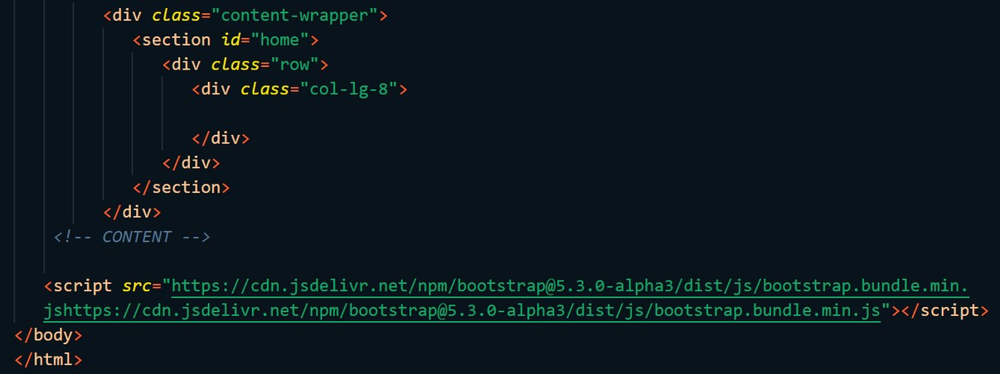 <div class="content-wrapper">
<section id="home">
<div class="row">
<div class="col-lg-8">
</div>
</div>
</section>
</div>
<!-- CONTENT -->
<script src="https://cdn.jsdelivr.net/npm/bootstrap@5.3.0-alpha3/dist/js/bootstrap.bundle.min.
jshttps://cdn.jsdelivr.net/npm/bootstrap@5.3.0-alpha3/dist/js/bootstrap.bundle.min.js"></script>
</body>
</html>